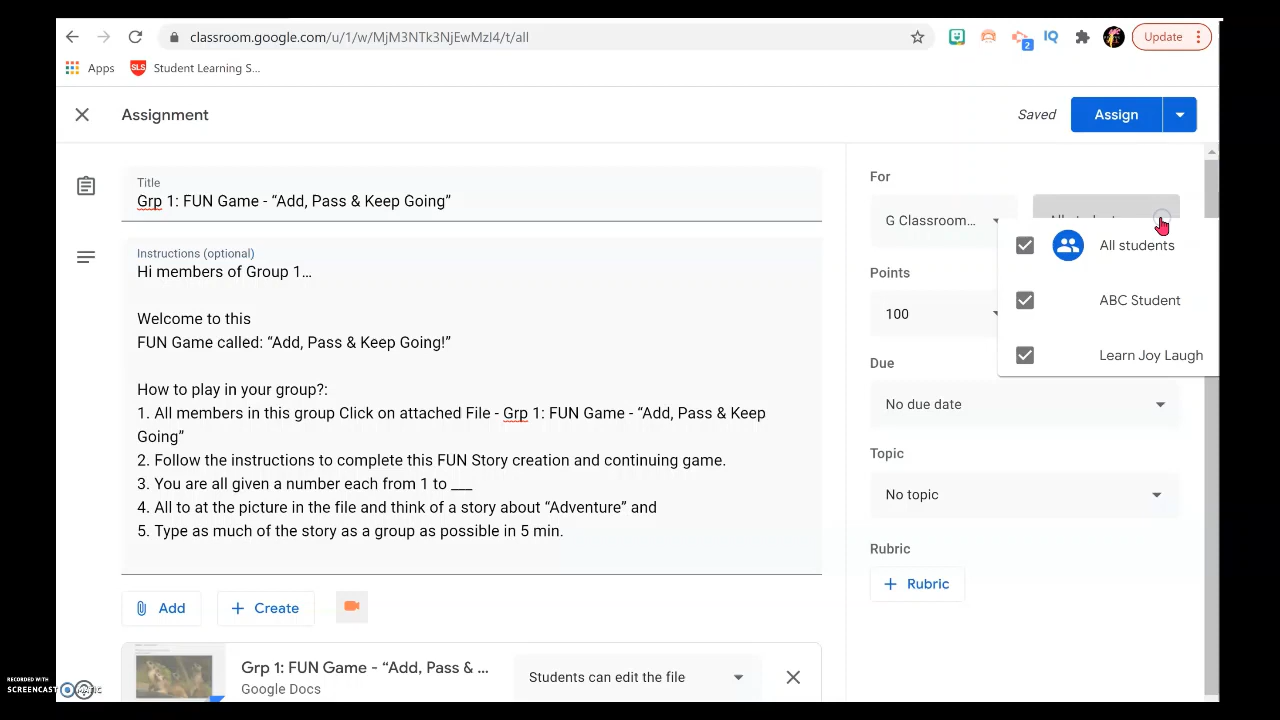 classroom.google.com/u/1/w/MjM3NTk3NjEwMzI4/t/all
2
IQ
Update
Apps
SLS
Student Learning S...
Assignment
Saved
Assign
Title
Grp 1: FUN Game - “Add, Pass & Keep Going”
Instructions (optional)
Hi members of Group 1...
Welcome to this
FUN Game called: “Add, Pass & Keep Going!”
How to play in your group?:
1. All members in this group Click on attached File - Grp 1: FUN Game - “Add, Pass & Keep
Going”
2. Follow the instructions to complete this FUN Story creation and continuing game.
3. You are all given a number each from 1 to ___
4. All to at the picture in the file and think of a story about “Adventure” and
5. Type as much of the story as a group as possible in 5 min.
Add
Create
Grp 1: FUN Game - “Add, Pass & ...
Google Docs
Students can edit the file
For
G Classroom...
All students
All students
ABC Student
Learn Joy Laugh
Points
100
Due
No due date
Topic
No topic
Rubric
Rubric
RECORDED WITH
SCREENCAST